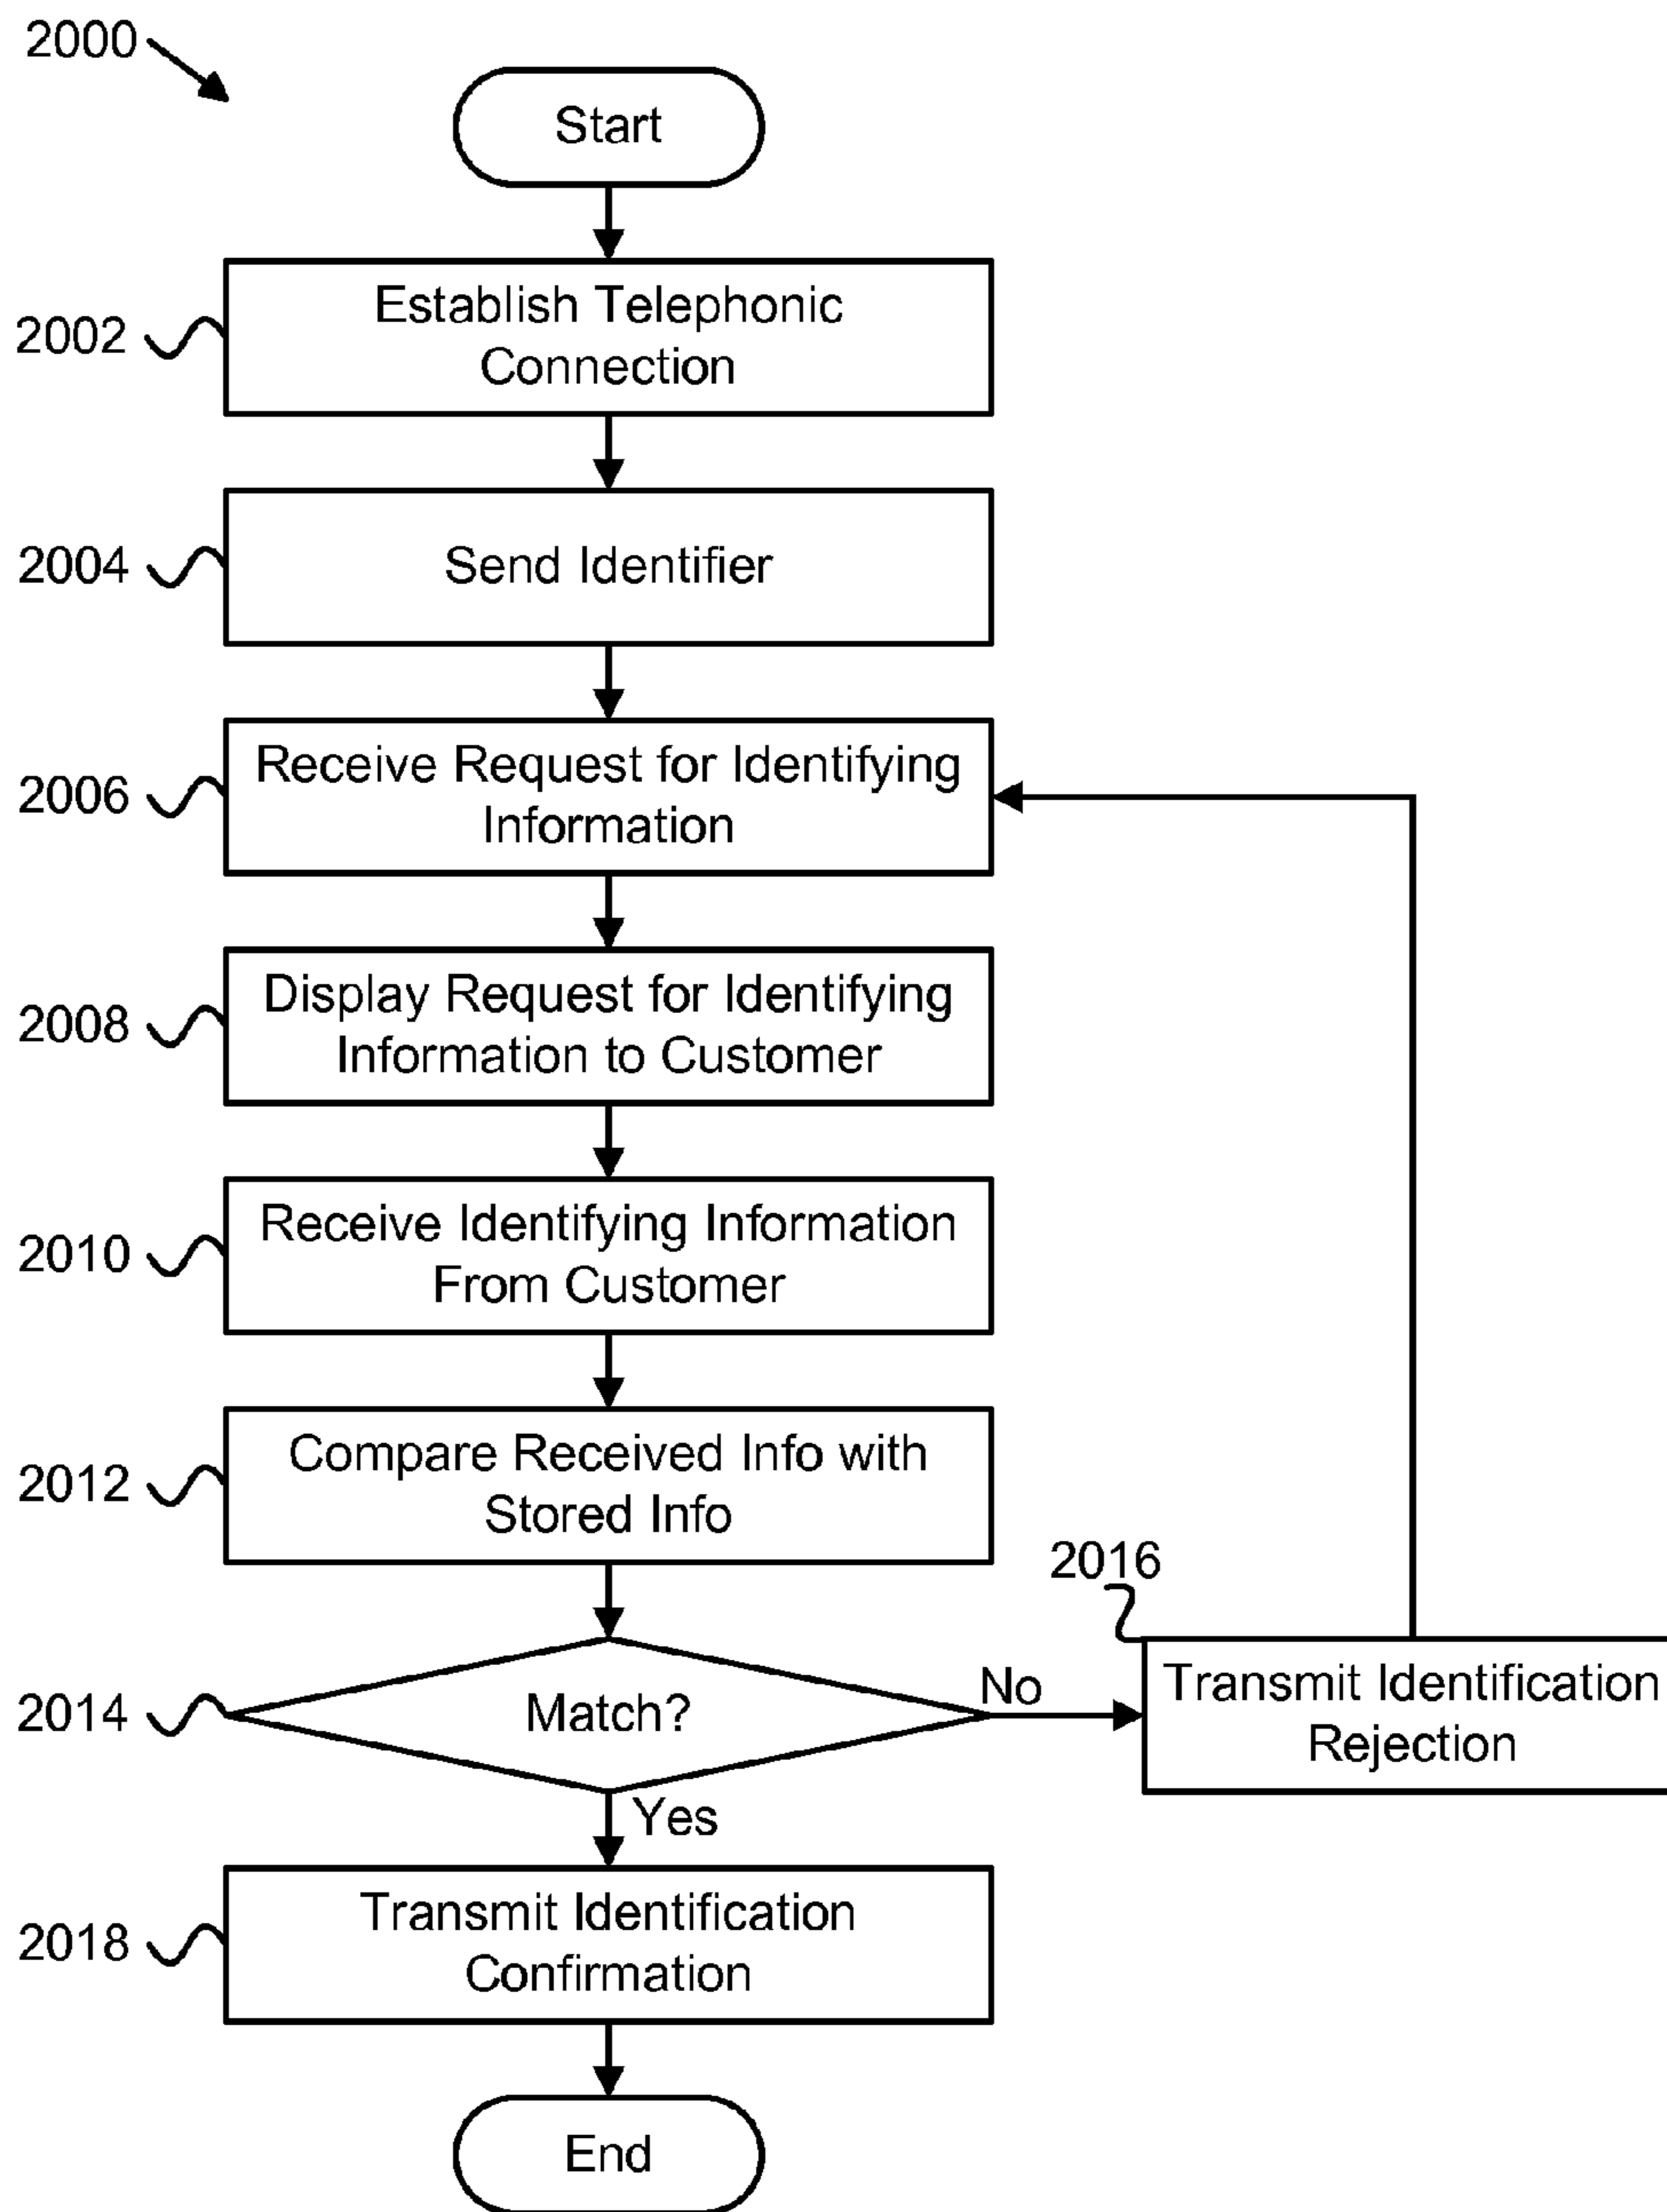 2000
Start
2002
Establish Telephonic
Connection
2004
Send Identifier
2006
Receive Request for Identifying
Information
2008
Display Request for Identifying
Information to Customer
2010
Receive Identifying Information
From Customer
2012
Compare Received Info with
Stored Info
2014
Match?
No
2016
Transmit Identification
Rejection
Yes
2018
Transmit Identification
Confirmation
End